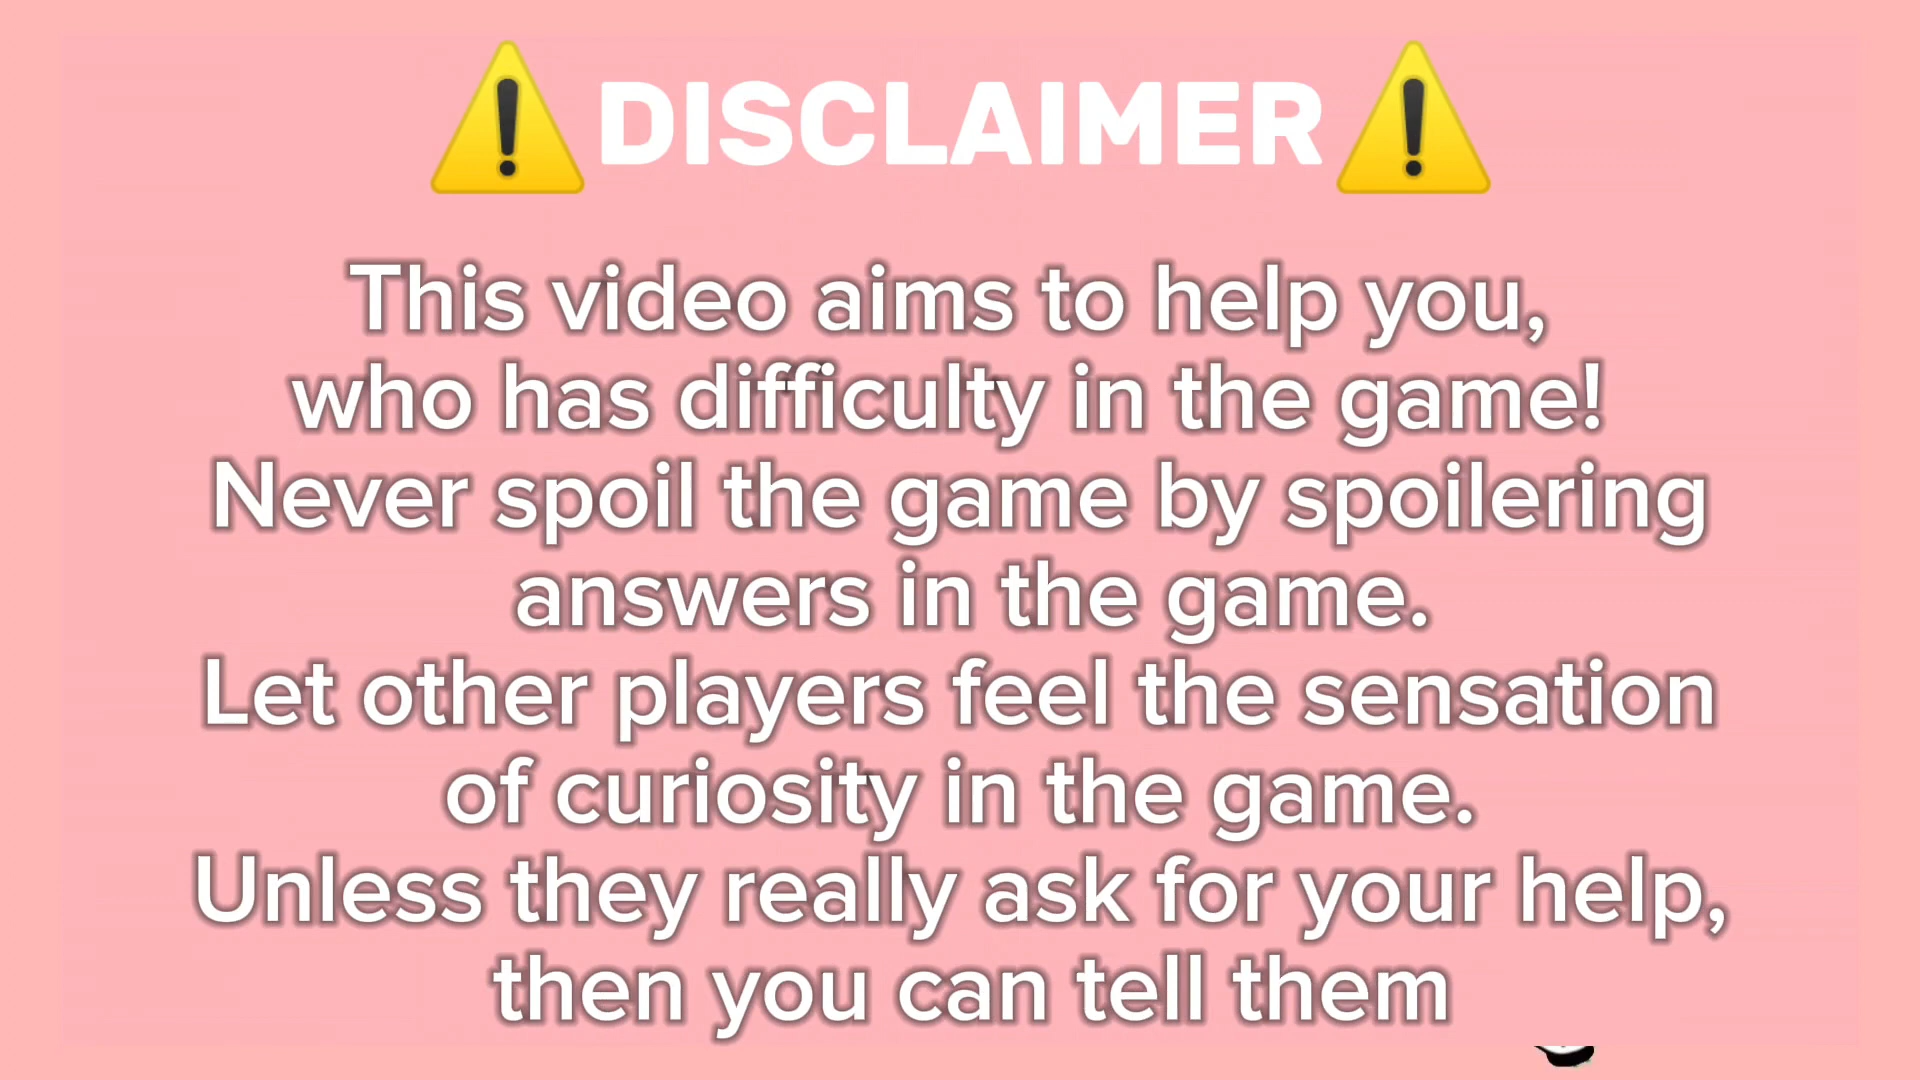 ⚠️DISCLAIMER⚠️
This video aims to help you,
who has difficulty in the game!
Never spoil the game by spoilering
answers in the game.
Let other players feel the sensation
of curiosity in the game.
Unless they really ask for your help,
then you can tell them